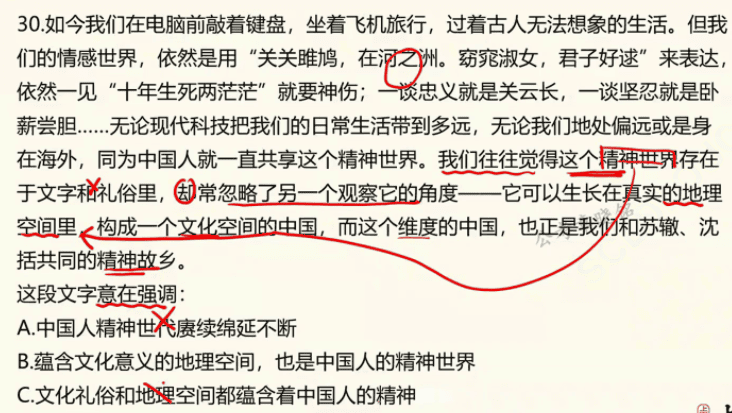 30.如今我们在电脑前敲着键盘，坐着飞机旅行，过着古人无法想象的生活。但我
们的情感世界，依然是用“关关雎鸠，在河之洲。窈窕淑女，君子好逑”来表达，
依然一见“十年生死两茫茫”就要神伤；一谈忠义就是关云长，一谈坚忍就是卧
薪尝胆……无论现代科技把我们的日常生活带到多远，无论我们地处偏远或是身
在海外，同为中国人就一直共享这个精神世界。我们往往觉得这个精神世界存在
于文字和礼俗里，却常忽略了另一个观察它的角度——它可以生长在真实的地理
空间里，构成一个文化空间的中国，而这个维度的中国，也正是我们和苏辙、沈
括共同的精神故乡。
这段文字意在强调：
A.中国人精神世代赓续绵延不断
B.蕴含文化意义的地理空间，也是中国人的精神世界
C.文化礼俗和地理空间都蕴含着中国人的精神